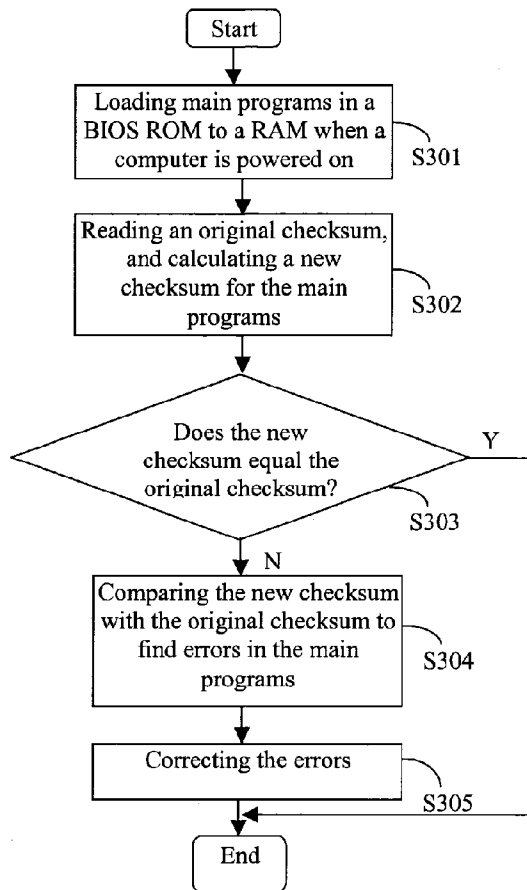 Start
Loading main programs in a
BIOS ROM to a RAM when a
computer is powered on
S301
Reading an original checksum,
and calculating a new
checksum for the main
programs
S302
Does the new
checksum equal the
original checksum?
Y
S303
N
Comparing the new checksum
with the original checksum to
find errors in the main
programs
S304
Correcting the errors
S305
End